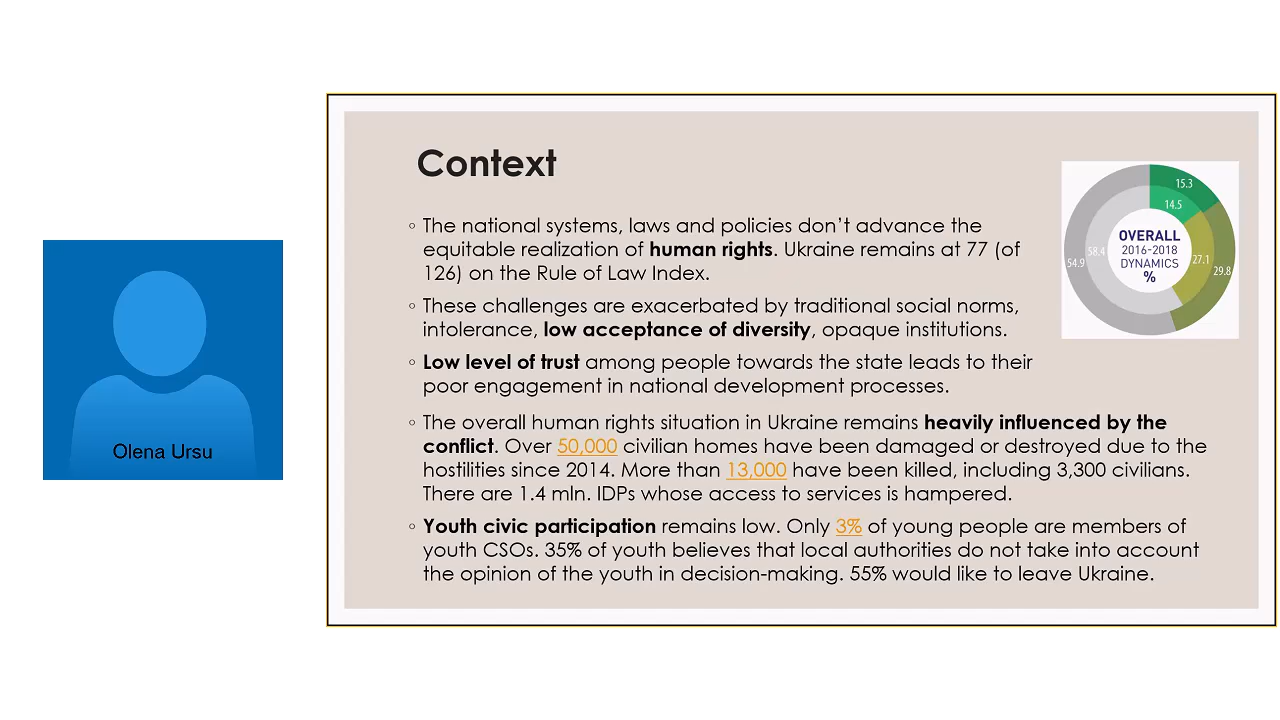 Olena Ursu
Context
◦ The national systems, laws and policies don’t advance the
equitable realization of human rights. Ukraine remains at 77 (of
126) on the Rule of Law Index.
◦ These challenges are exacerbated by traditional social norms,
intolerance, low acceptance of diversity, opaque institutions.
◦ Low level of trust among people towards the state leads to their
poor engagement in national development processes.
◦ The overall human rights situation in Ukraine remains heavily influenced by the
conflict. Over 50,000 civilian homes have been damaged or destroyed due to the
hostilities since 2014. More than 13,000 have been killed, including 3,300 civilians.
There are 1.4 mln. IDPs whose access to services is hampered.
◦ Youth civic participation remains low. Only 3% of young people are members of
youth CSOs. 35% of youth believes that local authorities do not take into account
the opinion of the youth in decision-making. 55% would like to leave Ukraine.
15.3
14.5
OVERALL
2016-2018
DYNAMICS
%
58.4
54.9
27.1
29.8